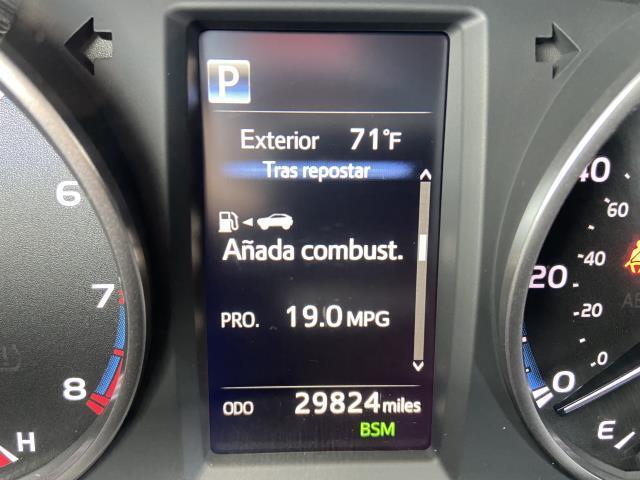 P
Exterior 71°F
Tras repostar
Añada combust.
PRO. 19.0 MPG
ODO 29824 miles
BSM
6
7
8
H
40
60
40
20
20
0
0
E